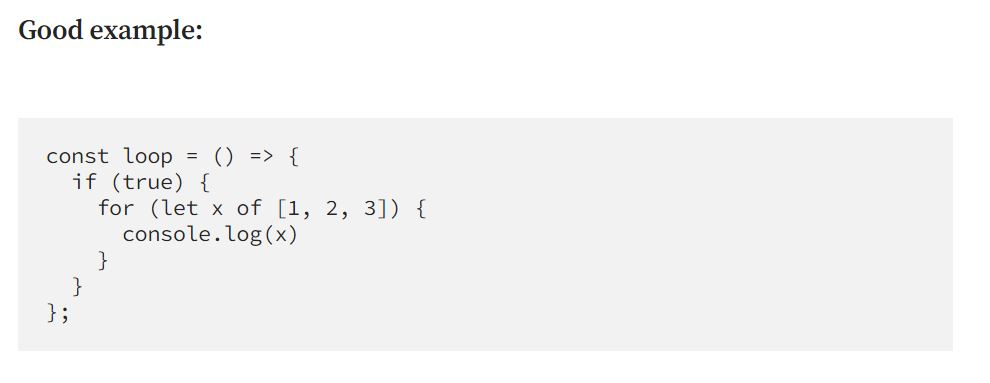 Good example:
const loop = () => {
  if (true) {
    for (let x of [1, 2, 3]) {
      console.log(x)
    }
  }
};